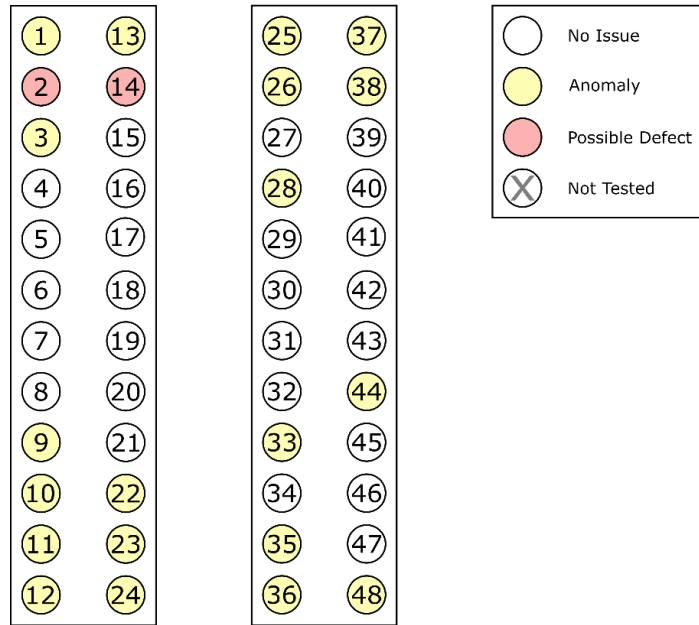 1 13 25 37 No Issue
2 14 26 38 Anomaly
3 15 27 39 Possible Defect
4 16 28 40 Not Tested
5 17 29 41
6 18 30 42
7 19 31 43
8 20 32 44
9 21 33 45
10 22 34 46
11 23 35 47
12 24 36 48